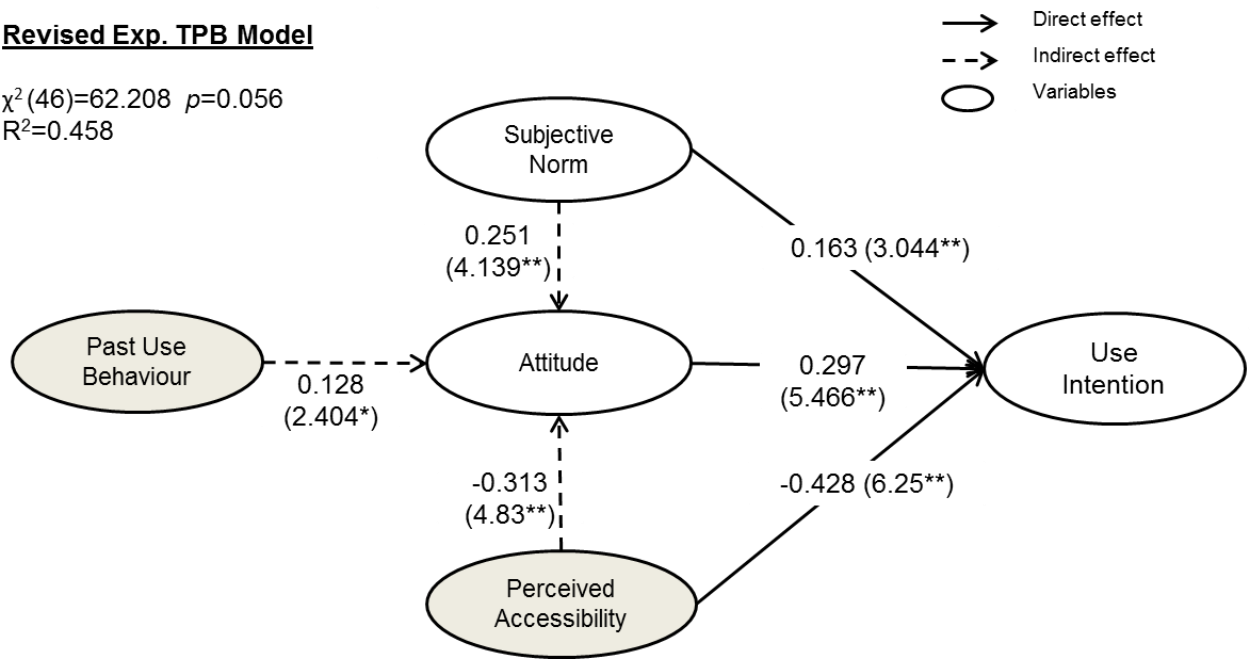 Revised Exp. TPB Model
χ² (46)=62.208 p=0.056
R²=0.458
Direct effect
Indirect effect
Variables
Subjective
Norm
0.251
(4.139**)
0.163 (3.044**)
Past Use
Behaviour
0.128
(2.404*)
Attitude
0.297
(5.466**)
Use
Intention
-0.313
(4.83**)
-0.428 (6.25**)
Perceived
Accessibility